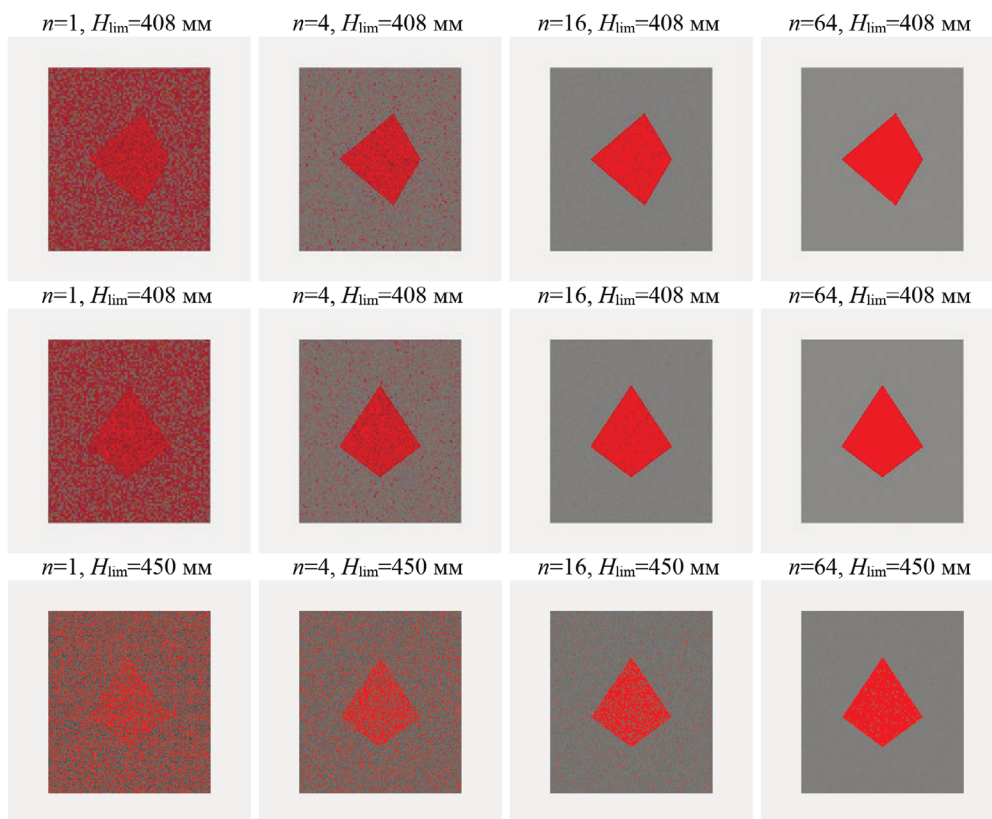 n=1, Hlim=408 мм n=4, Hlim=408 мм n=16, Hlim=408 мм n=64, Hlim=408 мм
n=1, Hlim=408 мм n=4, Hlim=408 мм n=16, Hlim=408 мм n=64, Hlim=408 мм
n=1, Hlim=450 мм n=4, Hlim=450 мм n=16, Hlim=450 мм n=64, Hlim=450 мм